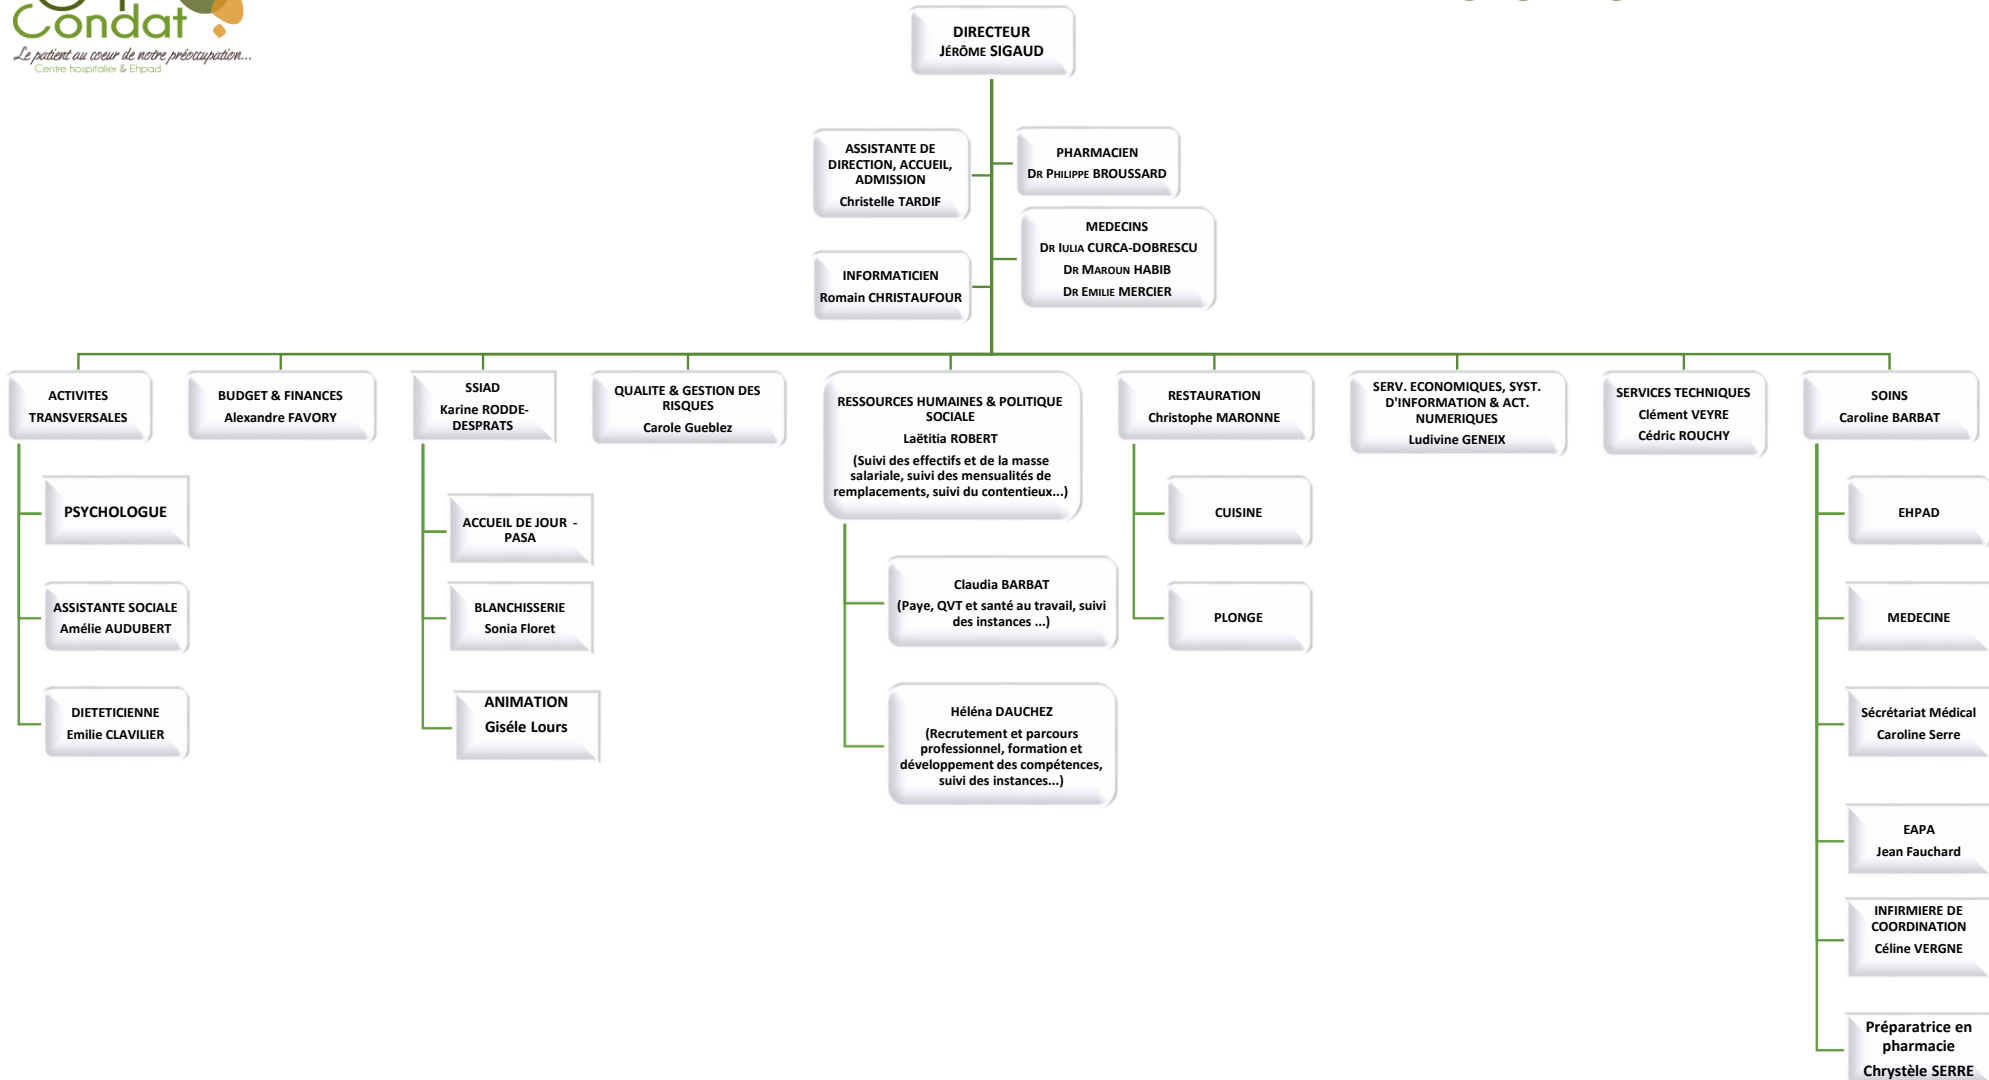 Condat
Le patient au coeur de notre préoccupation...
Centre hospitalier & Ehpad
DIRECTEUR
JÉRÔME SIGAUD
ASSISTANTE DE
DIRECTION, ACCUEIL,
ADMISSION
Christelle TARDIF
PHARMACIEN
DR PHILIPPE BROUSSARD
MEDECINS
DR IULIA CURCA-DOBRESCU
DR MAROUN HABIB
DR EMILIE MERCIER
INFORMATICIEN
Romain CHRISTAUFOUR
ACTIVITES
TRANSVERSALES
PSYCHOLOGUE
ASSISTANTE SOCIALE
Amélie AUDUBERT
DIETETICIENNE
Emilie CLAVILIER
BUDGET & FINANCES
Alexandre FAVORY
SSIAD
Karine RODDE-
DESPRATS
ACCUEIL DE JOUR -
PASA
BLANCHISSERIE
Sonia Floret
ANIMATION
Giséle Lours
QUALITE & GESTION DES
RISQUES
Carole Gueblez
RESSOURCES HUMAINES & POLITIQUE
SOCIALE
Laëtitia ROBERT
(Suivi des effectifs et de la masse
salariale, suivi des mensualités de
remplacements, suivi du contentieux...)
Claudia BARBAT
(Paye, QVT et santé au travail, suivi
des instances ...)
Héléna DAUCHEZ
(Recrutement et parcours
professionnel, formation et
développement des compétences,
suivi des instances...)
RESTAURATION
Christophe MARONNE
CUISINE
PLONGE
SERV. ECONOMIQUES, SYST.
D'INFORMATION & ACT.
NUMERIQUES
Ludivine GENEIX
SERVICES TECHNIQUES
Clément VEYRE
Cédric ROUCHY
SOINS
Caroline BARBAT
EHPAD
MEDECINE
Sécrétariat Médical
Caroline Serre
EAPA
Jean Fauchard
INFIRMIERE DE
COORDINATION
Céline VERGNE
Préparatrice en
pharmacie
Chrystèle SERRE